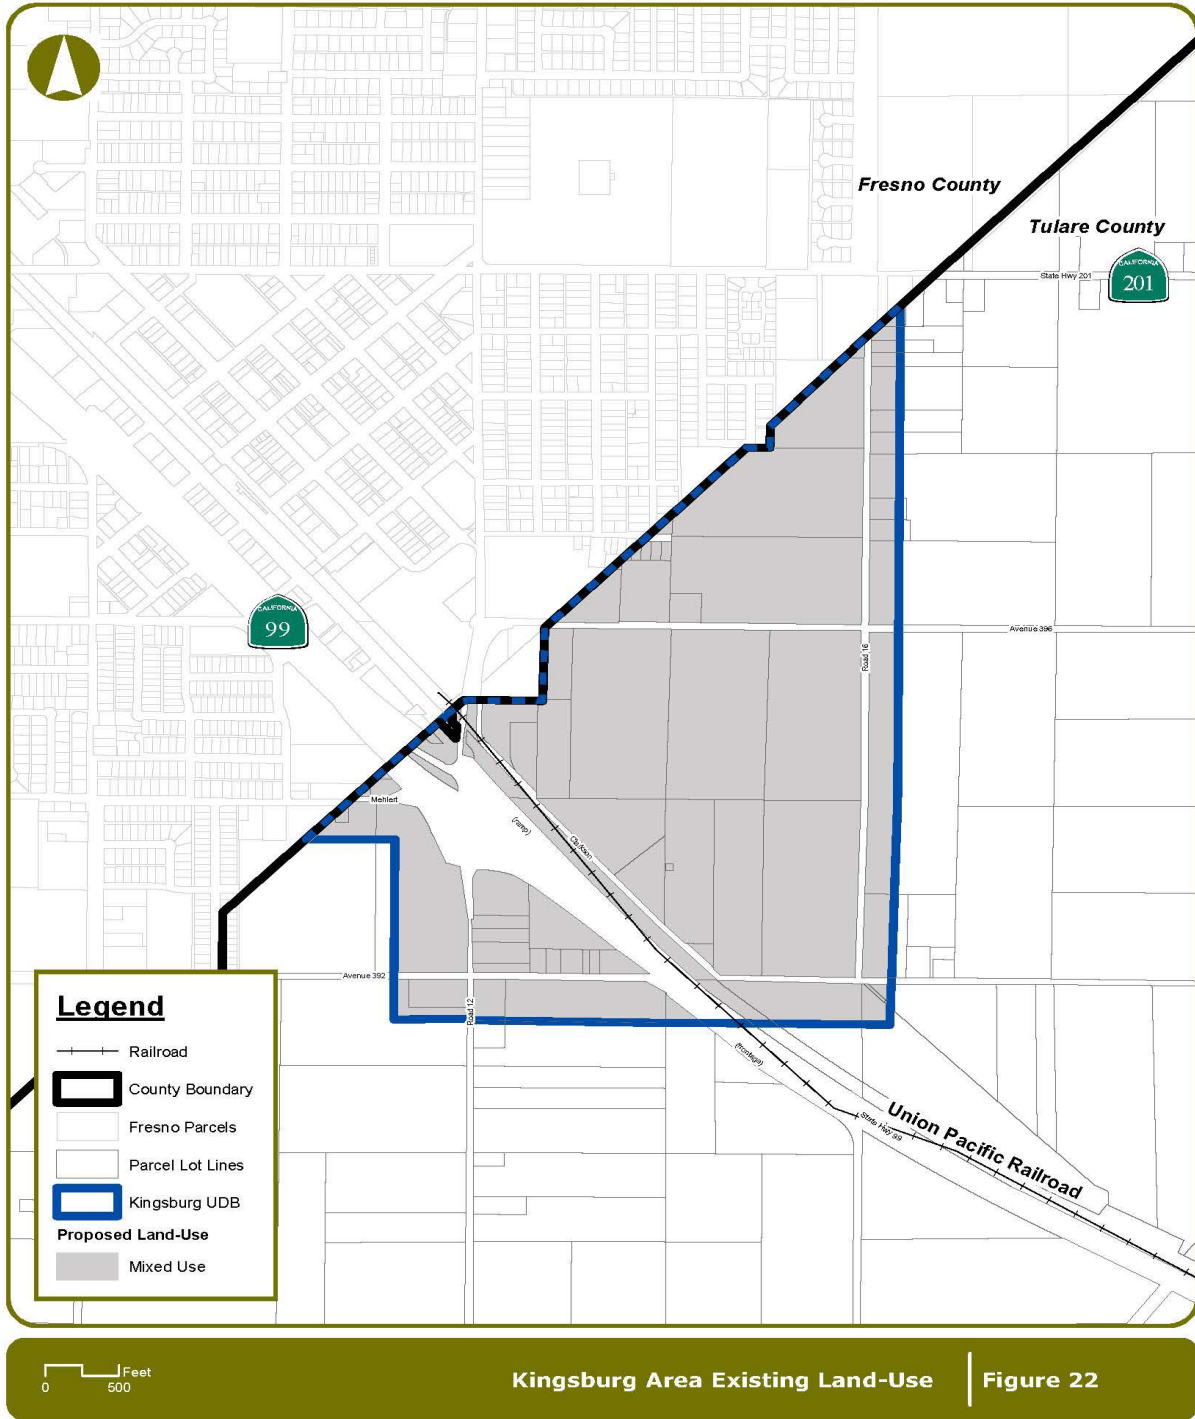 Fresno County
Tulare County
CALIFORNIA
201
State Hwy 201
CALIFORNIA
99
Avenue 396
Road 16
Mehlert
(ramp)
Clarkson
Avenue 392
Road 12
(frontage)
State Hwy 99
Union Pacific Railroad
Legend
Railroad
County Boundary
Fresno Parcels
Parcel Lot Lines
Kingsburg UDB
Proposed Land-Use
Mixed Use
Feet
0 500
Kingsburg Area Existing Land-Use
Figure 22